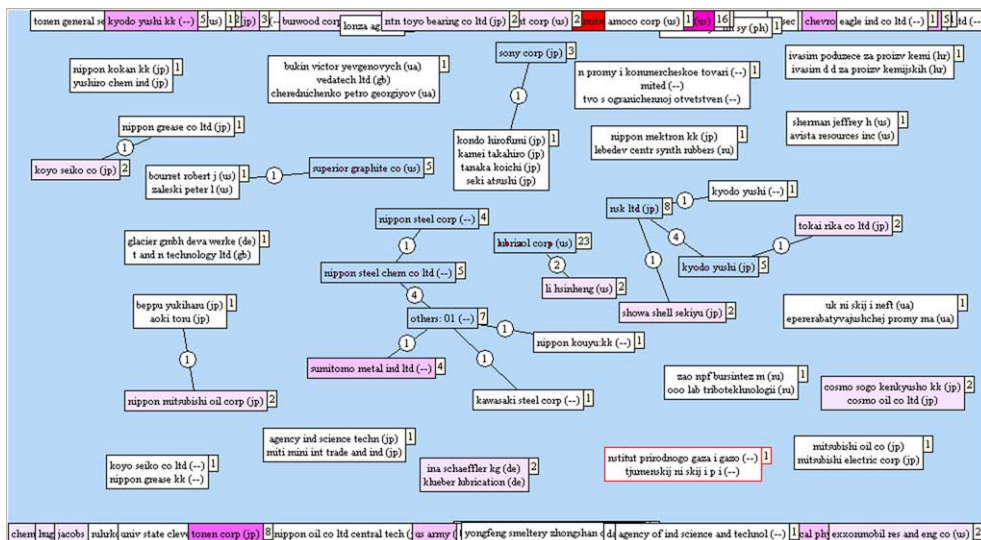 tonen general se
kyodo yushi kk (--) 5
1
2
(jp) 3
burwood corp
lonza ag
ntn toyo bearing co ltd (jp) 2
t corp (us) 2
amoco corp (us) 1
(us) 16
sy (ph) 1
sec
chevro
eagle ind co ltd (--) 1
5
ltd (--)
nippon kokan kk (jp) 1
yushiro chem ind (jp)
bukin victor yevgenovych (ua) 1
vedatech ltd (gb)
cherednichenko petro georgiyov (ua)
sony corp (jp) 3
1
n promy i kommercheskoe tovari (--) 1
mited (--)
tvo s ogranichennoj otvetstven (--)
ivasim poduzece za proizv kemi (hr) 1
ivasim d d za proizv kemijskih (hr)
nippon grease co ltd (jp) 1
1
koyo seiko co (jp) 2
bourret robert j (us) 1
zaleski peter l (us)
1
superior graphite co (us) 5
kondo hirofumi (jp) 1
kamei takahiro (jp)
tanaka koichi (jp)
seki atsushi (jp)
nippon mektron kk (jp) 1
lebedev centr synth rubbers (ru)
sherman jeffrey h (us) 1
avista resources inc (us)
kyodo yushi (--) 1
1
nsk ltd (jp) 8
4
1
tokai rika co ltd (jp) 2
1
kyodo yushi (jp) 5
showa shell sekiyu (jp) 2
glacier gmbh deva werke (de) 1
t and n technology ltd (gb)
nippon steel corp (--) 4
1
nippon steel chem co ltd (--) 5
4
others: 01 (--) 7
lubrizol corp (us) 23
2
li hsinheng (us) 2
beppu yukiharu (jp) 1
aoki toru (jp)
1
nippon mitsubishi oil corp (jp) 2
1
sumitomo metal ind ltd (--) 4
1
kawasaki steel corp (--) 1
1
nippon kouyu:kk (--) 1
uk ni skij i neft (ua) 1
epererabatyvajushchej promy ma (ua)
zao npf bursintez m (ru) 1
ooo lab tribotekhnologii (ru)
cosmo sogo kenkyusho kk (jp) 2
cosmo oil co ltd (jp)
koyo seiko co ltd (--) 1
nippon grease kk (--)
agency ind science techn (jp) 1
miti mini int trade and ind (jp)
ina schaeffler kg (de) 2
klueber lubrication (de)
nstitut prirodnogo gaza i gazo (--) 1
tjumenskij ni skij i p i (--)
mitsubishi oil co (jp) 1
mitsubishi electric corp (jp)
chem
hug
jacobs
ruluko
univ state cleve
tonen corp (jp) 8
nippon oil co ltd central tech (
us army (
yongfeng smeltery zhongshan c
agency of ind science and technol (--) 1
cal phy
exxonmobil res and eng co (us) 2